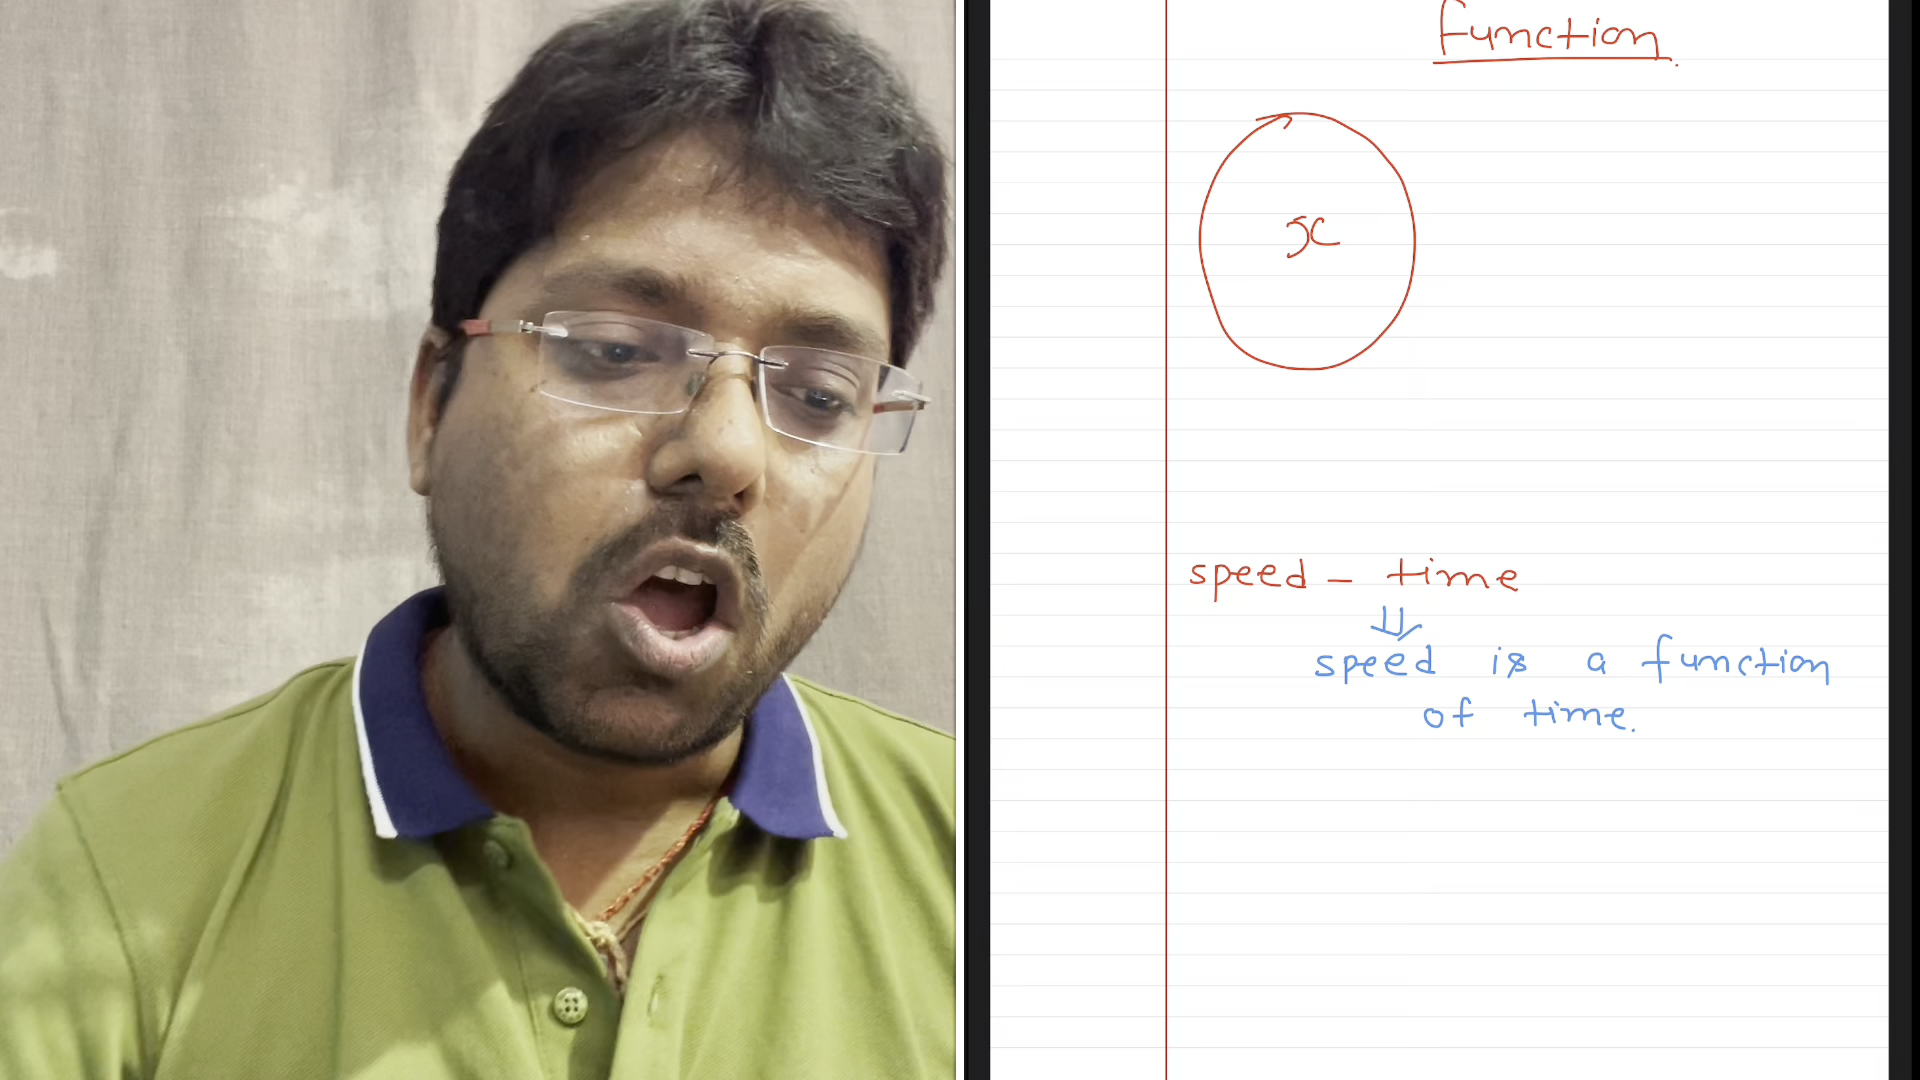 Function
x
speed - time
⇓
speed is a function
of time.